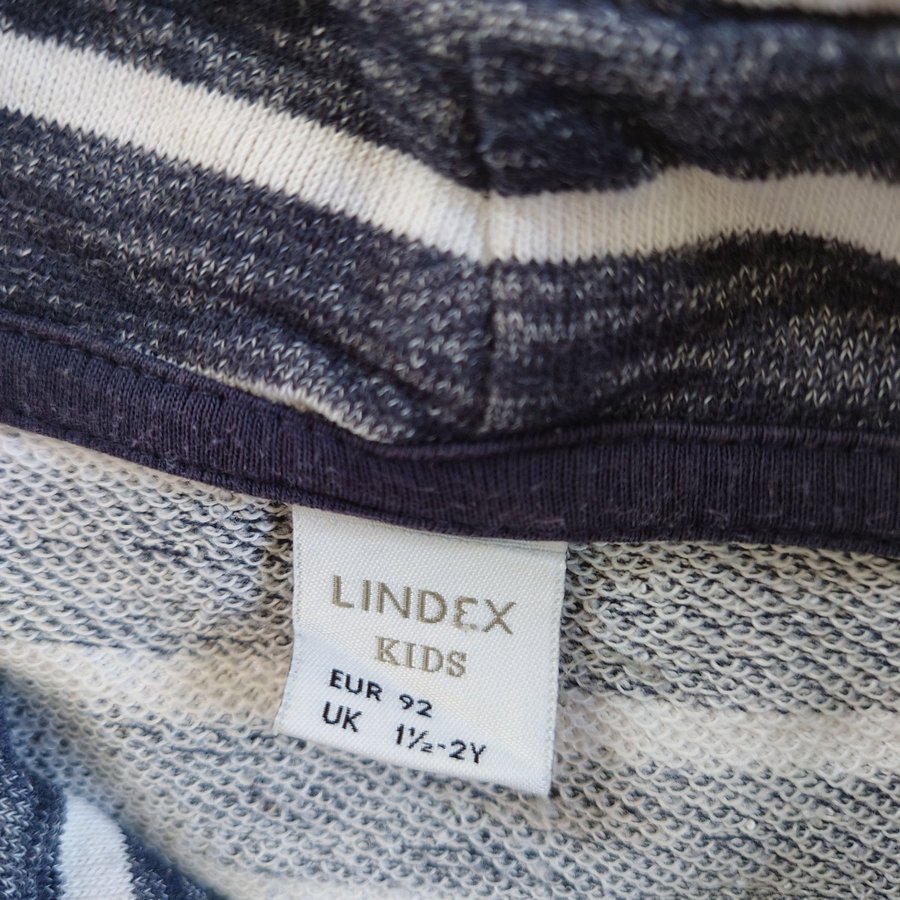 LINDEX
KIDS
EUR 92
UK 1½-2Y